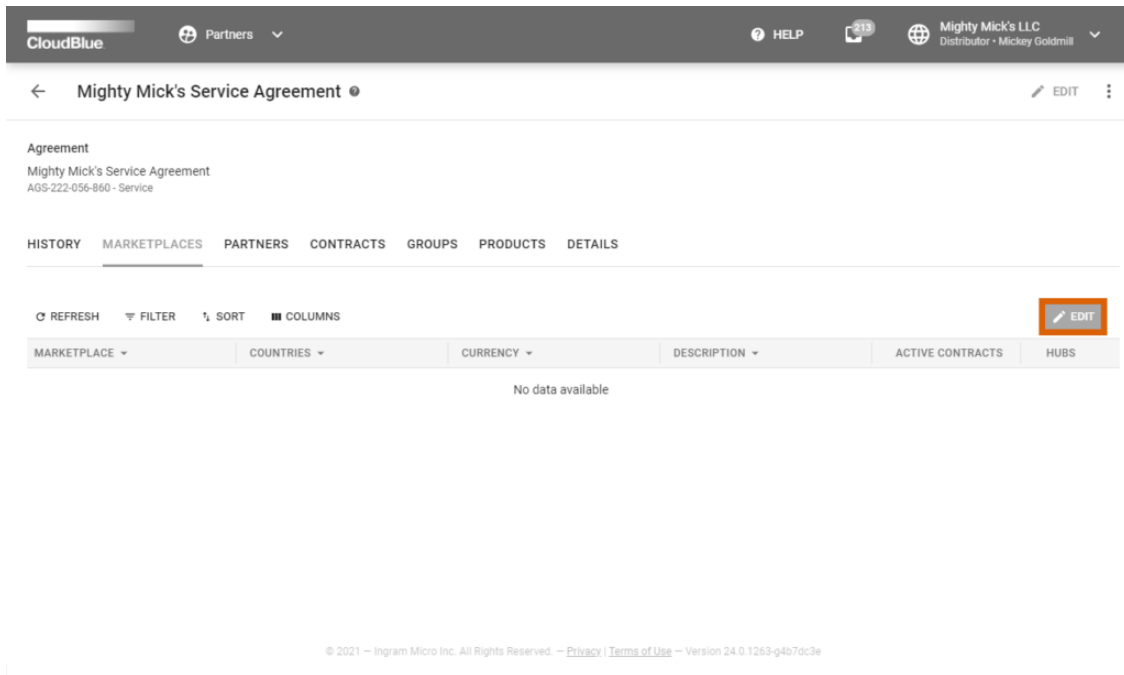 CloudBlue Partners HELP 213 Mighty Mick's LLC
Distributor • Mickey Goldmill
Mighty Mick's Service Agreement EDIT
Agreement
Mighty Mick's Service Agreement
AGS-222-056-860 - Service
HISTORY MARKETPLACES PARTNERS CONTRACTS GROUPS PRODUCTS DETAILS
REFRESH FILTER SORT COLUMNS EDIT
MARKETPLACE COUNTRIES CURRENCY DESCRIPTION ACTIVE CONTRACTS HUBS
No data available
© 2021 — Ingram Micro Inc. All Rights Reserved. — Privacy | Terms of Use — Version 24.0.1263-g4b7dc3e